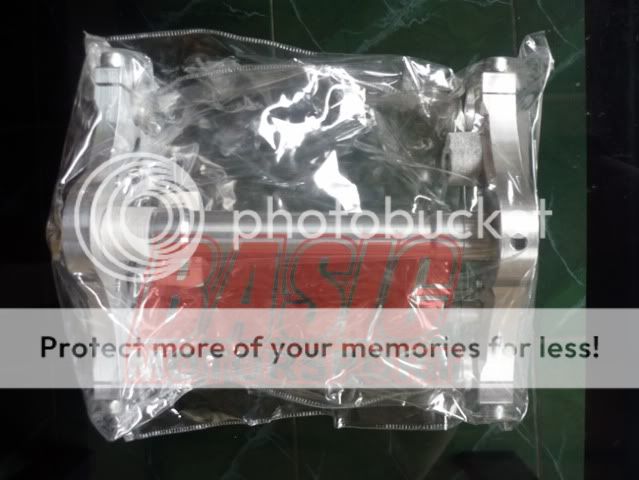 photobucket
BASIC
Protect more of your memories for less!